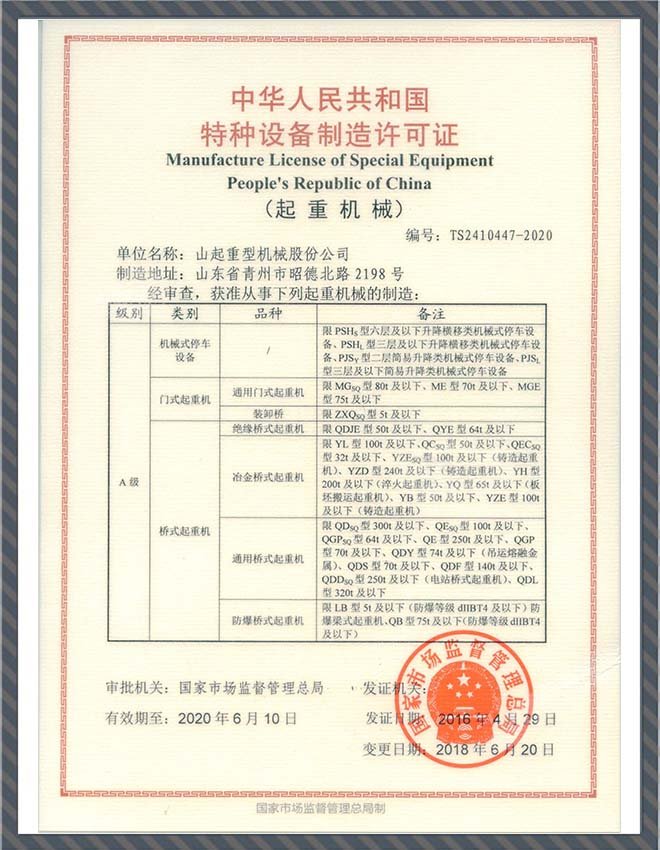 中华人民共和国
特种设备制造许可证
Manufacture License of Special Equipment
People's Republic of China
(起重机械)
编号：TS2410447-2020
单位名称：山起重型机械股份公司
制造地址：山东省青州市昭德北路2198号
经审查，获准从事下列起重机械的制造：
级别 类别 品种 备注
A级
机械式停车
设备
/
限PSHS型六层及以下升降横移类机械式停车设
备、PSHL型三层及以下升降横移类机械式停车设
备、PJSY型二层简易升降类机械式停车设备、PJSL
型三层及以下简易升降类机械式停车设备
门式起重机
通用门式起重机
限MGSQ型80t及以下、ME型70t及以下、MGE
型75t及以下
装卸桥
限ZXQSQ型5t及以下
桥式起重机
绝缘桥式起重机
限QDJE型50t及以下、QYE型64t及以下
冶金桥式起重机
限YL型100t及以下、QCSQ型50t及以下、QECSQ
型32t及以下、YZESQ型100t及以下（铸造起重
机）、YZD型240t及以下（铸造起重机）、YH型
200t及以下（淬火起重机）、YQ型65t及以下（板
坯搬运起重机）、YB型50t及以下、YZE型100t
及以下（铸造起重机）
通用桥式起重机
限QDSQ型300t及以下、QESQ型100t及以下、
QGPSQ型64t及以下、QE型250t及以下、QGP
型70t及以下、QDY型74t及以下（吊运熔融金
属）、QDS型70t及以下、QDF型140t及以下、
QDDSQ型250t及以下（电站桥式起重机）、QDL
型320t及以下
防爆桥式起重机
限LB型5t及以下（防爆等级dIIBT4及以下）防
爆梁式起重机、QB型75t及以下（防爆等级dIIBT4
及以下）
审批机关：国家市场监督管理总局
发证机关：
国家市场监督管理总局
有效期至：2020年6月10日
发证日期：2016年4月29日
变更日期：2018年6月20日
国家市场监督管理总局制